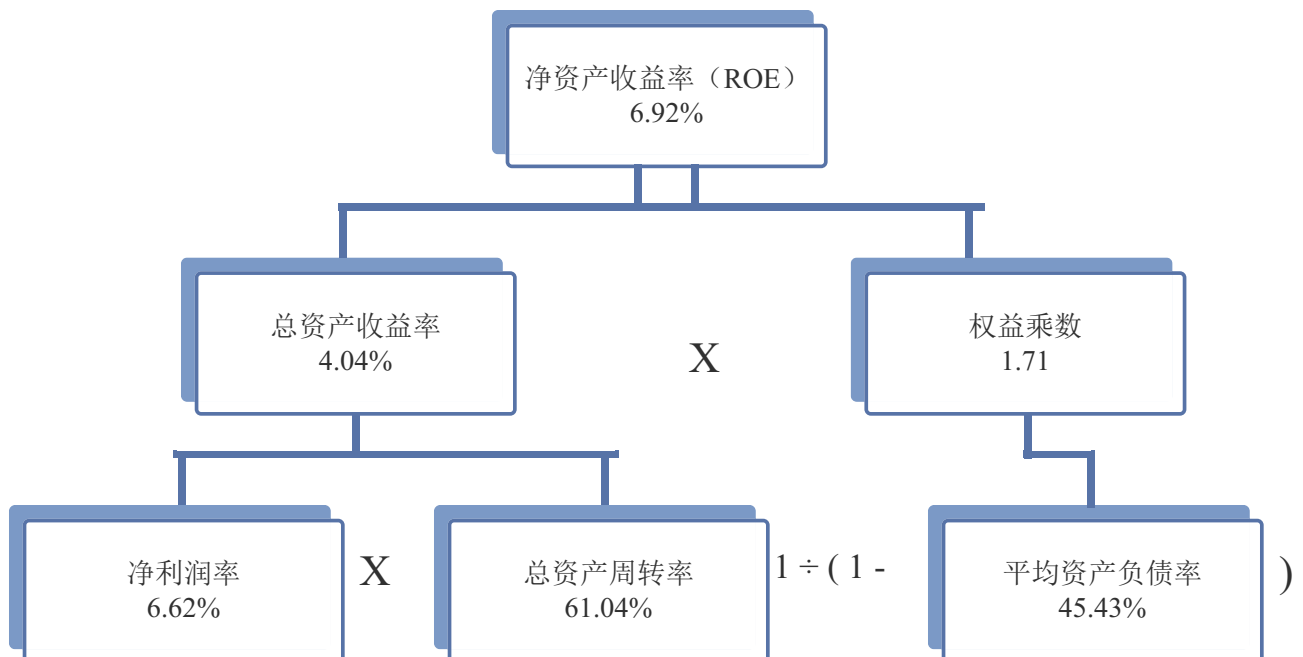 净资产收益率（ROE）
6.92%
总资产收益率
4.04%
X
权益乘数
1.71
净利润率
6.62%
X
总资产周转率
61.04%
1 ÷ ( 1 -
平均资产负债率
45.43%
)